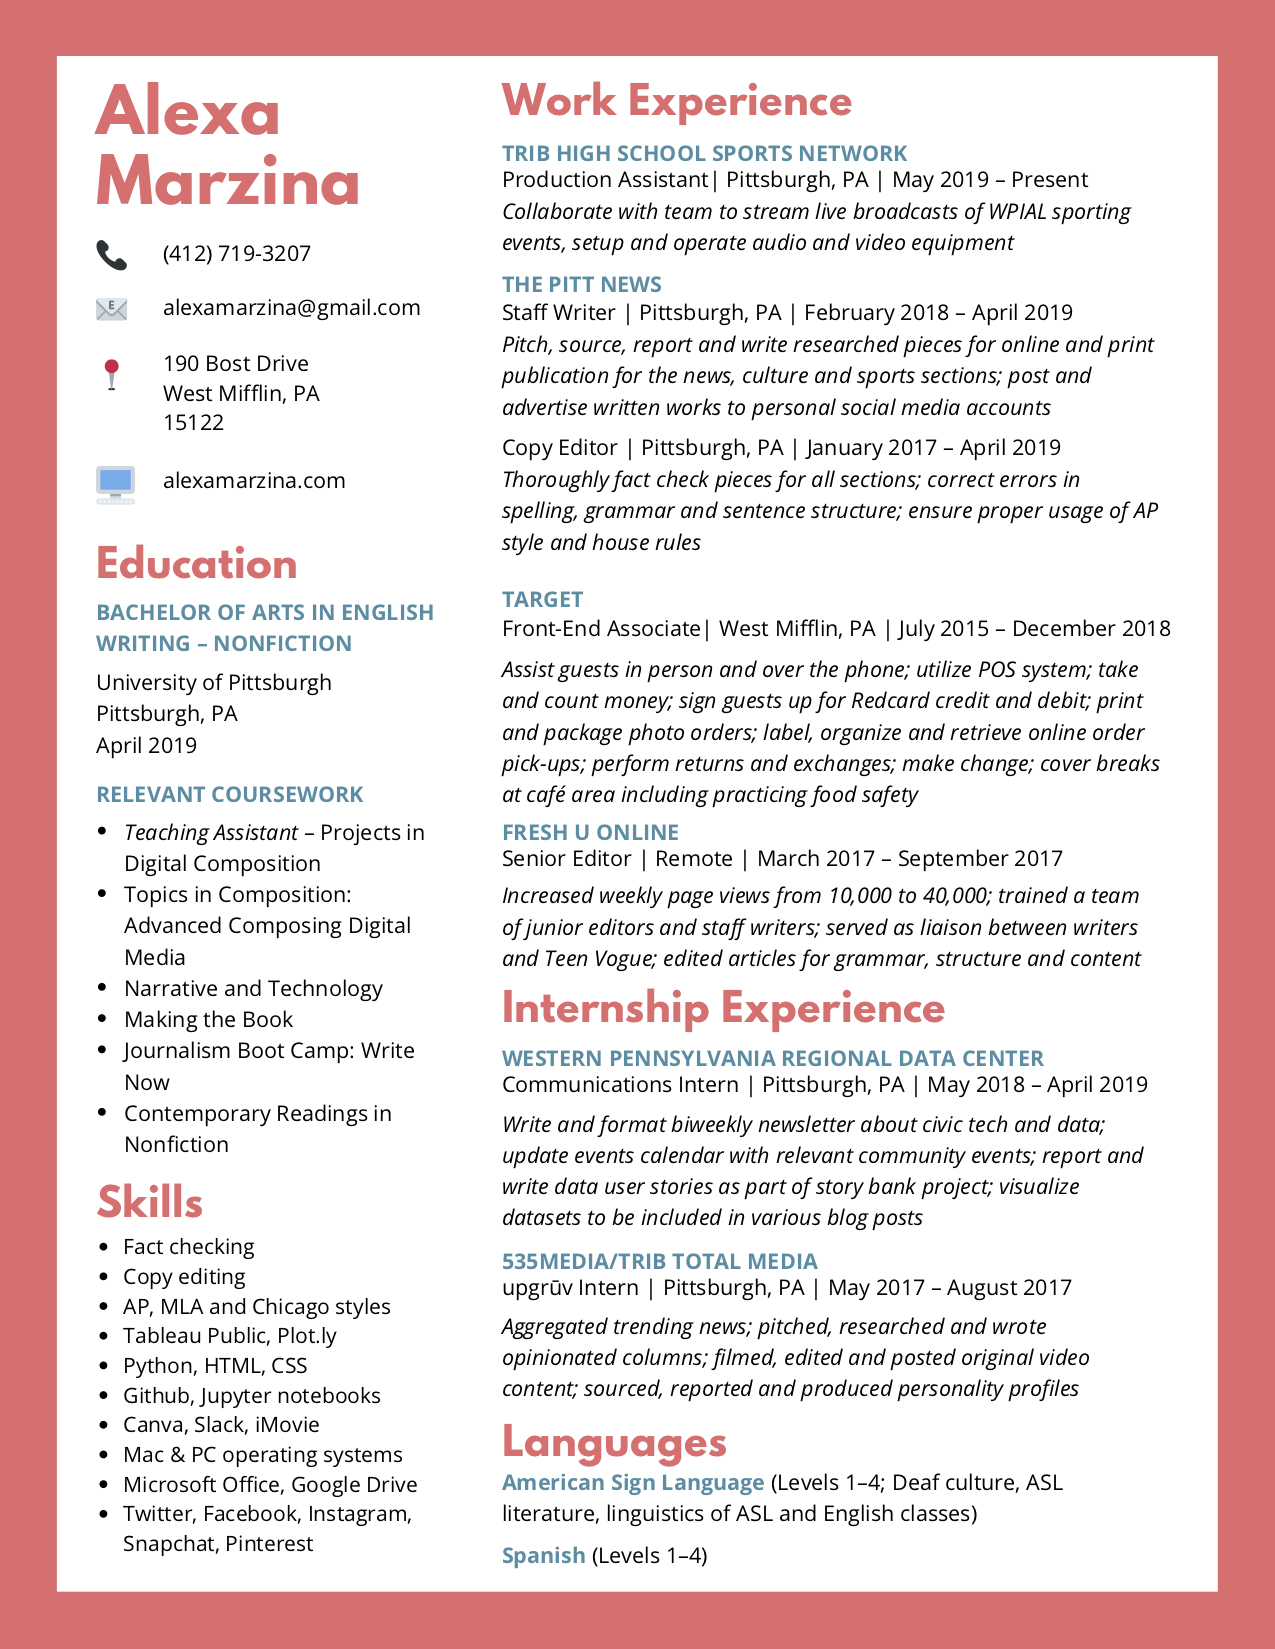 Alexa
Marzina
(412) 719-3207
E
alexamarzina@gmail.com
190 Bost Drive
West Mifflin, PA
15122
alexamarzina.com
Education
BACHELOR OF ARTS IN ENGLISH
WRITING – NONFICTION
University of Pittsburgh
Pittsburgh, PA
April 2019
RELEVANT COURSEWORK
• Teaching Assistant – Projects in
Digital Composition
• Topics in Composition:
Advanced Composing Digital
Media
• Narrative and Technology
• Making the Book
• Journalism Boot Camp: Write
Now
• Contemporary Readings in
Nonfiction
Skills
• Fact checking
• Copy editing
• AP, MLA and Chicago styles
• Tableau Public, Plot.ly
• Python, HTML, CSS
• Github, Jupyter notebooks
• Canva, Slack, iMovie
• Mac & PC operating systems
• Microsoft Office, Google Drive
• Twitter, Facebook, Instagram,
Snapchat, Pinterest
Work Experience
TRIB HIGH SCHOOL SPORTS NETWORK
Production Assistant| Pittsburgh, PA | May 2019 – Present
Collaborate with team to stream live broadcasts of WPIAL sporting
events, setup and operate audio and video equipment
THE PITT NEWS
Staff Writer | Pittsburgh, PA | February 2018 – April 2019
Pitch, source, report and write researched pieces for online and print
publication for the news, culture and sports sections; post and
advertise written works to personal social media accounts
Copy Editor | Pittsburgh, PA | January 2017 – April 2019
Thoroughly fact check pieces for all sections; correct errors in
spelling, grammar and sentence structure; ensure proper usage of AP
style and house rules
TARGET
Front-End Associate| West Mifflin, PA | July 2015 – December 2018
Assist guests in person and over the phone; utilize POS system; take
and count money; sign guests up for Redcard credit and debit; print
and package photo orders; label, organize and retrieve online order
pick-ups; perform returns and exchanges; make change; cover breaks
at café area including practicing food safety
FRESH U ONLINE
Senior Editor | Remote | March 2017 – September 2017
Increased weekly page views from 10,000 to 40,000; trained a team
of junior editors and staff writers; served as liaison between writers
and Teen Vogue; edited articles for grammar, structure and content
Internship Experience
WESTERN PENNSYLVANIA REGIONAL DATA CENTER
Communications Intern | Pittsburgh, PA | May 2018 – April 2019
Write and format biweekly newsletter about civic tech and data;
update events calendar with relevant community events; report and
write data user stories as part of story bank project; visualize
datasets to be included in various blog posts
535MEDIA/TRIB TOTAL MEDIA
upgrūv Intern | Pittsburgh, PA | May 2017 – August 2017
Aggregated trending news; pitched, researched and wrote
opinionated columns; filmed, edited and posted original video
content; sourced, reported and produced personality profiles
Languages
American Sign Language (Levels 1–4; Deaf culture, ASL
literature, linguistics of ASL and English classes)
Spanish (Levels 1–4)